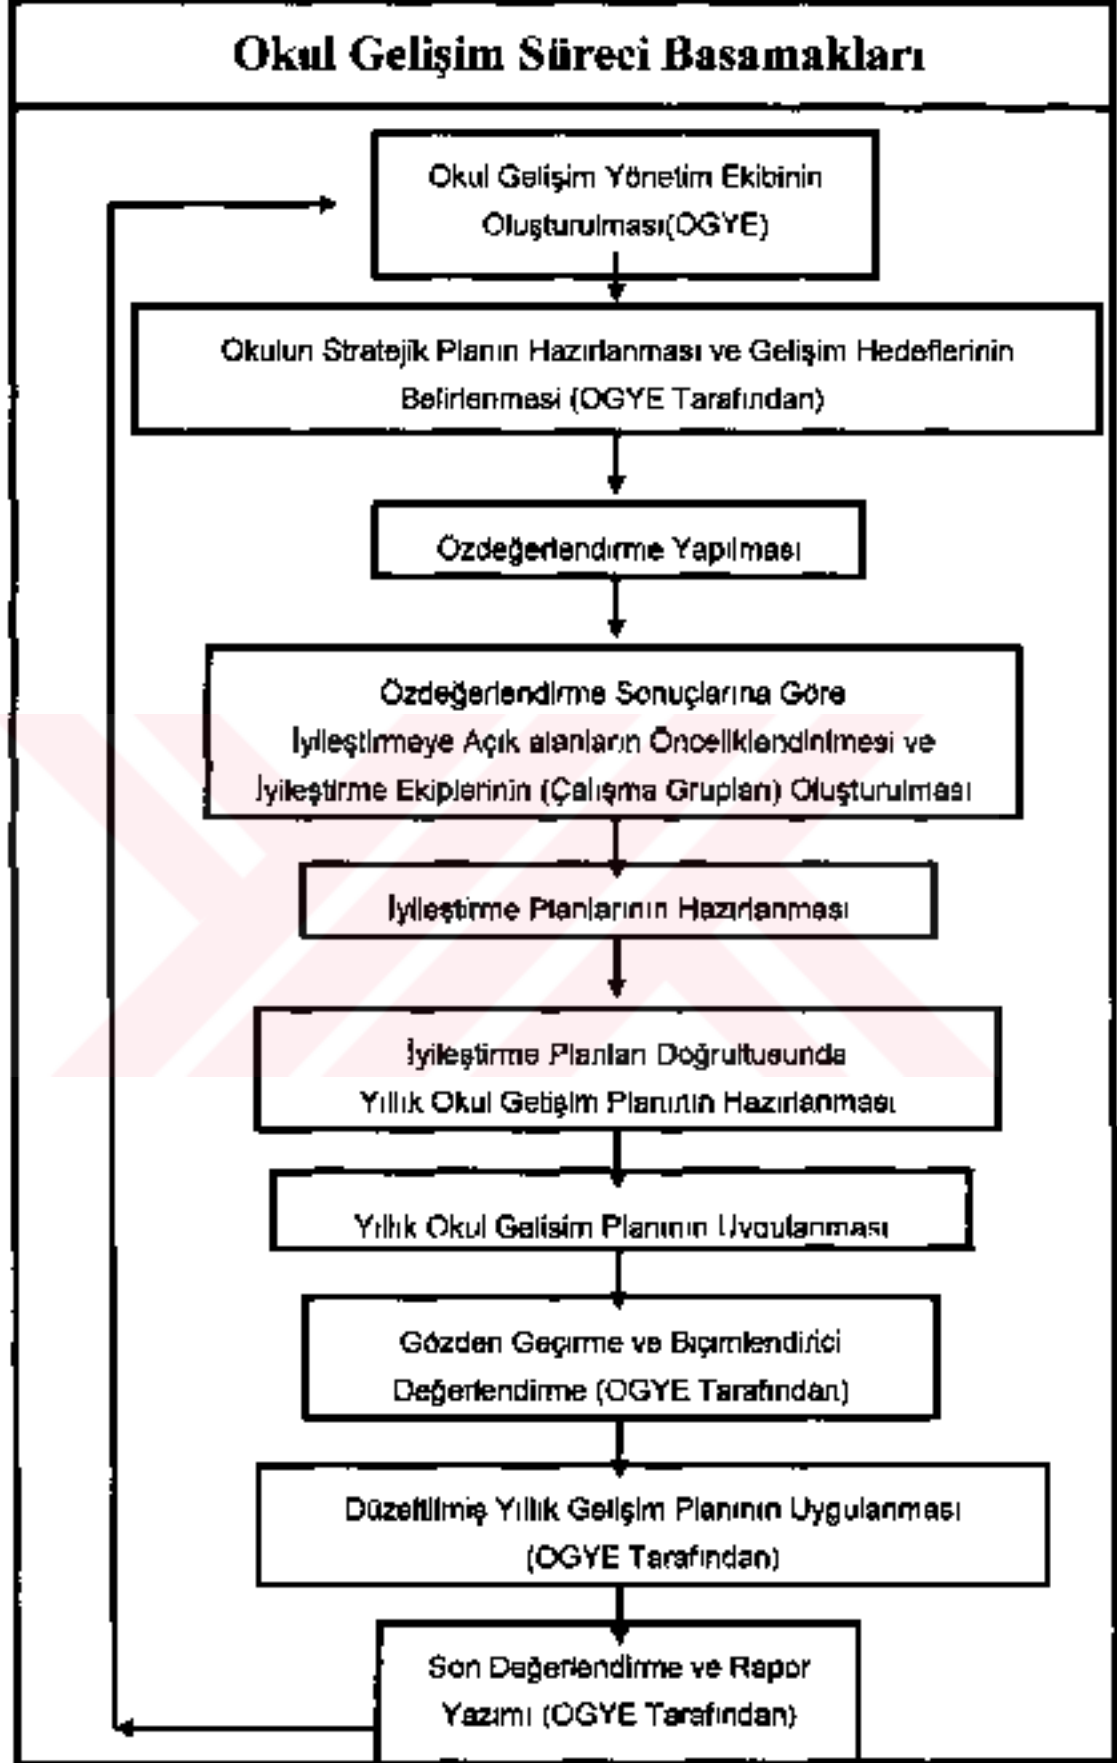 Okul Gelişim Süreci Basamakları
Okul Gelişim Yönetim Ekibinin
Oluşturulması(OGYE)
Okulun Stratejik Planın Hazırlanması ve Gelişim Hedeflerinin
Belirlenmesi (OGYE Tarafından)
Özdeğerlendirme Yapılması
Özdeğerlendirme Sonuçlarına Göre
İyileştirmeye Açık alanların Önceliklendirilmesi ve
İyileştirme Ekiplerinin (Çalışma Grupları) Oluşturulması
İyileştirme Planlarının Hazırlanması
İyileştirme Planları Doğrultusunda
Yıllık Okul Gelişim Planının Hazırlanması
Yıllık Okul Gelişim Planının Uygulanması
Gözden Geçirme ve Biçimlendirici
Değerlendirme (OGYE Tarafından)
Düzeltilmiş Yıllık Gelişim Planının Uygulanması
(OGYE Tarafından)
Son Değerlendirme ve Rapor
Yazımı (OGYE Tarafından)